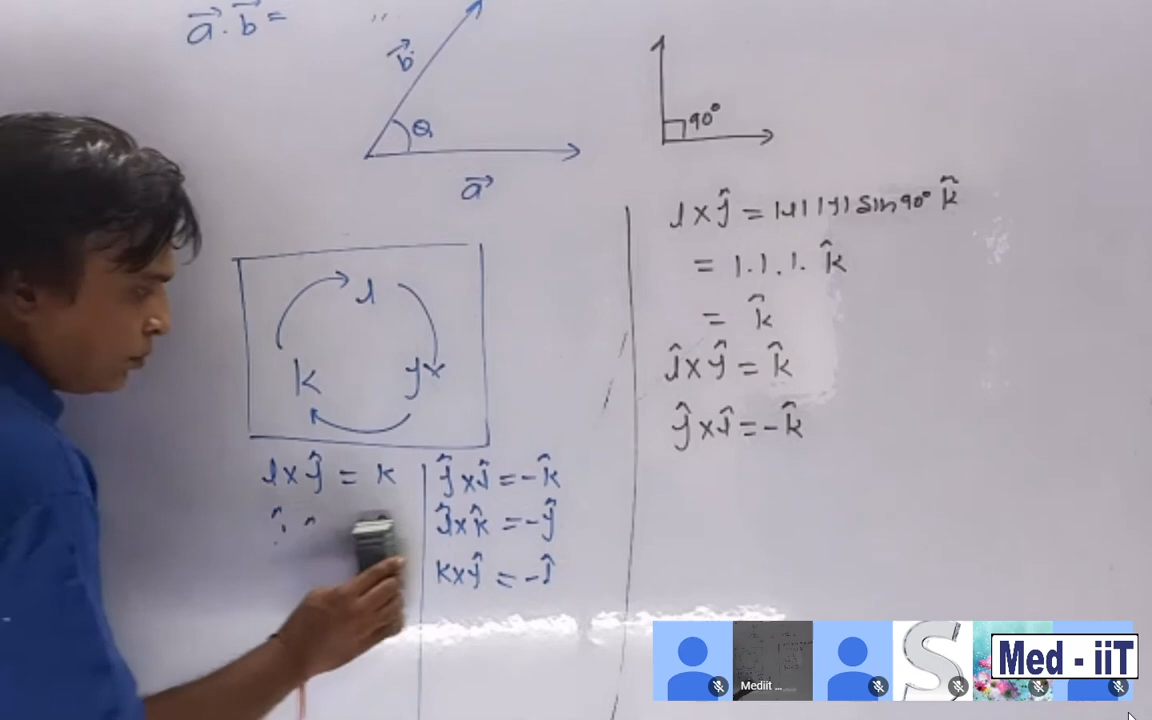 a⃗ . b⃗ =
b⃗
θ
a⃗
90°
i × ĵ = |i| |j| sin 90° k̂
= 1.1.1. k̂
= k̂
î × ĵ = k̂
ĵ × î = -k̂
i
k
j ×
i × ĵ = k
ĵ × î = -k̂
î × k̂ = -ĵ
k × ĵ = -î
Mediit ...
S
Med - iiT